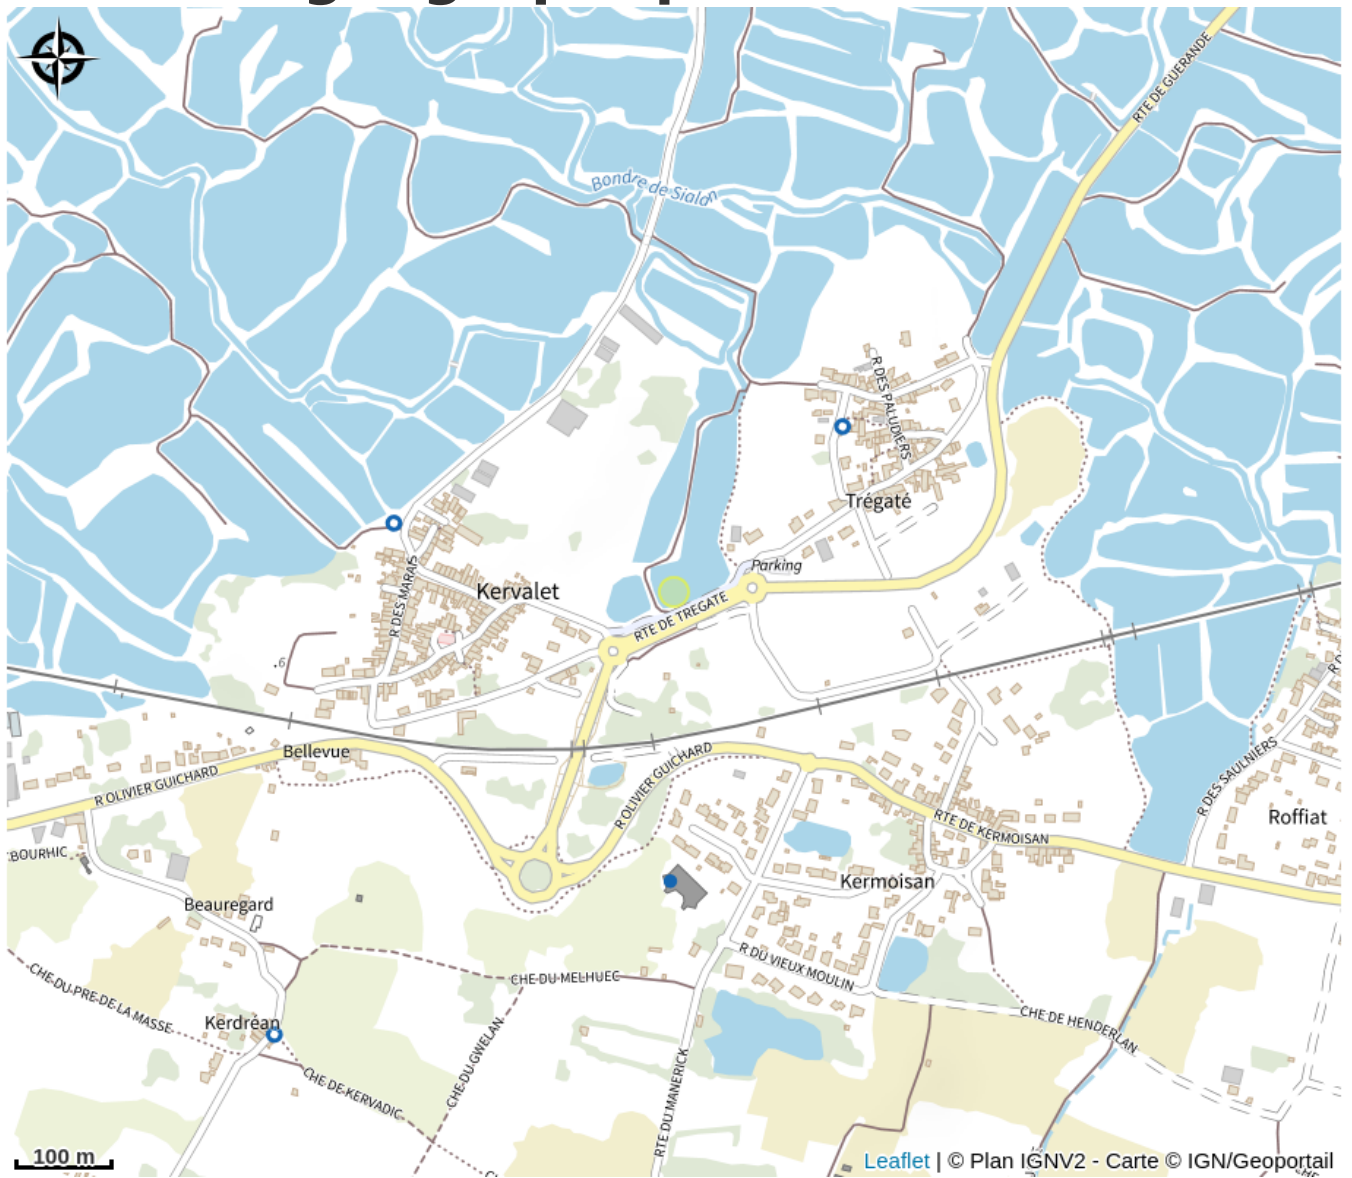 Bondre de Sialon
RTE DE GUERANDE
R DES PALUDIERS
Trégaté
Parking
Kervalet
R DES MARAIS
RTE DE TREGATE
.6
Bellevue
R OLIVIER GUICHARD
R OLIVIER GUICHARD
RTE DE KERMOISAN
R DES SAULNIERS
Roffiat
BOURHIC
Beauregard
Kermoisan
CHE DU PRE DE LA MASSE
CHE DU MELHUEC
R DU VIEUX MOULIN
Kerdréan
CHE DU GWELAN
CHE DE HENDERLAN
CHE DE KERVADIC
RTE DU MANERICK
100 m
Leaflet | © Plan IGNV2 - Carte © IGN/Geoportail